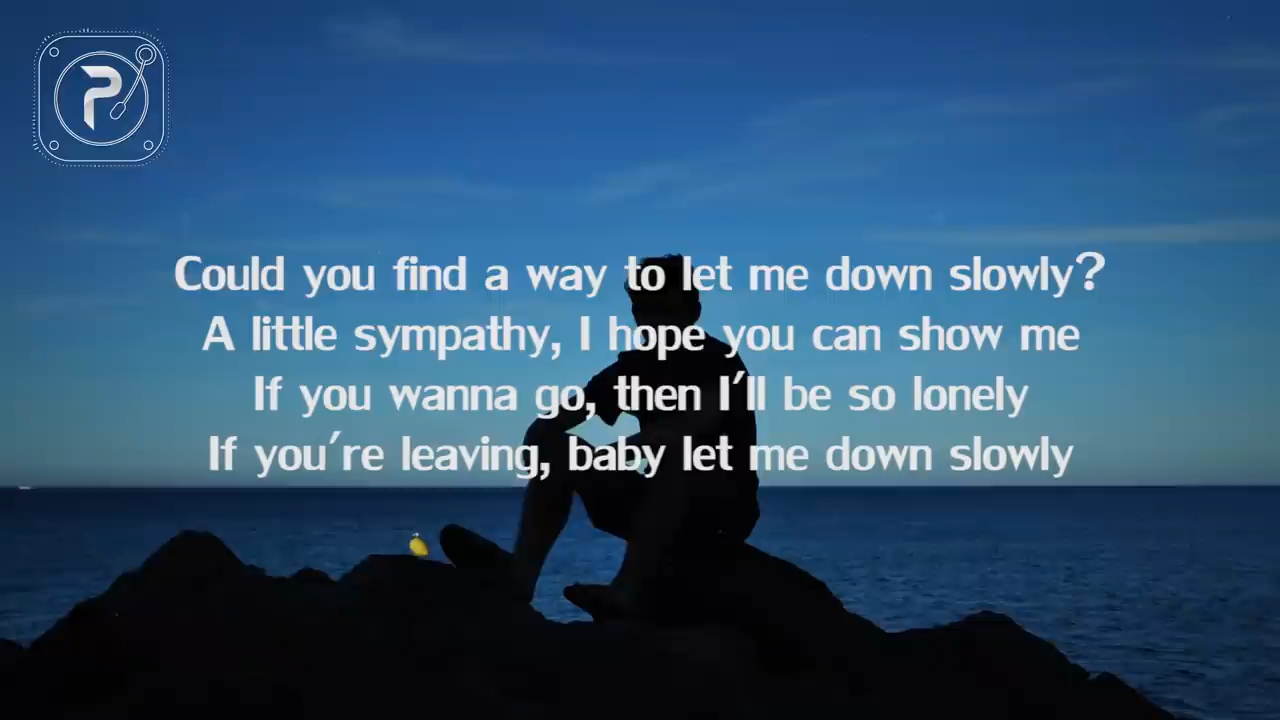 P
Could you find a way to let me down slowly?
A little sympathy, I hope you can show me
If you wanna go, then I'll be so lonely
If you're leaving, baby let me down slowly